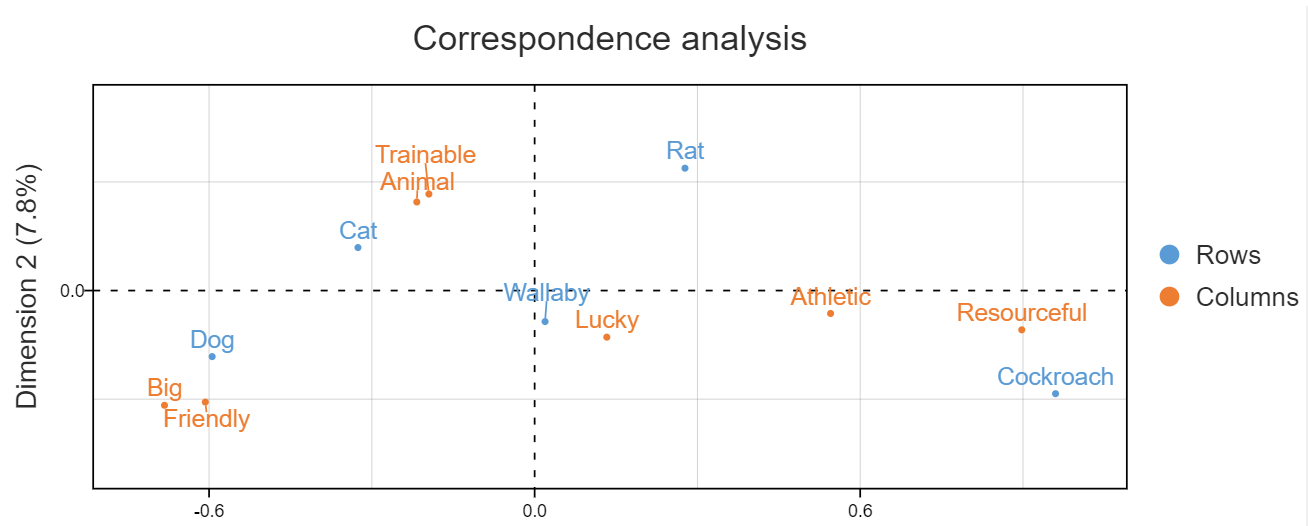 Correspondence analysis
Dimension 2 (7.8%)
Trainable
Animal
Rat
Cat
0.0
Wallaby
Lucky
Athletic
Resourceful
Dog
Cockroach
Big
Friendly
-0.6
0.0
0.6
Rows
Columns